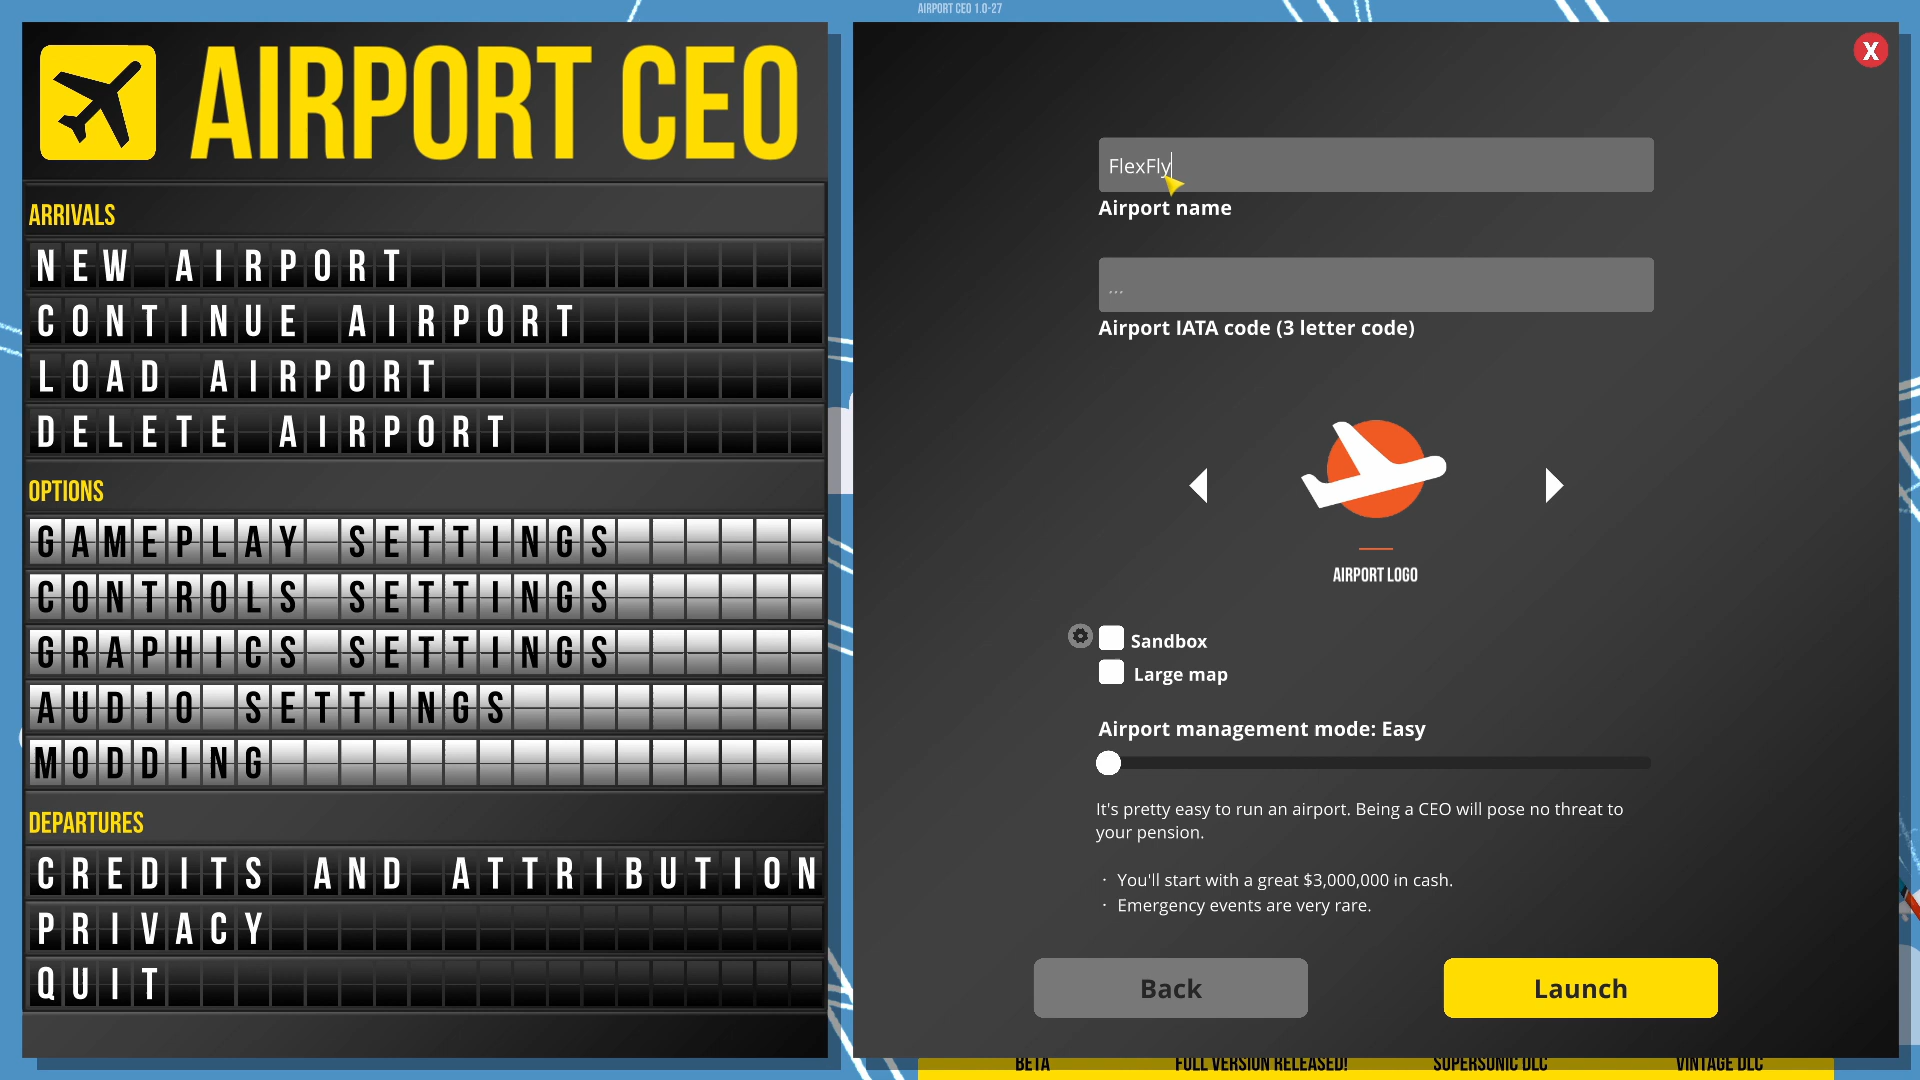 AIRPORT CEO 1.0-27
AIRPORT CEO
ARRIVALS
NEW AIRPORT
CONTINUE AIRPORT
LOAD AIRPORT
DELETE AIRPORT
OPTIONS
GAMEPLAY SETTINGS
CONTROLS SETTINGS
GRAPHICS SETTINGS
AUDIO SETTINGS
MODDING
DEPARTURES
CREDITS AND ATTRIBUTION
PRIVACY
QUIT
X
FlexFly
Airport name
...
Airport IATA code (3 letter code)
AIRPORT LOGO
Sandbox
Large map
Airport management mode: Easy
It's pretty easy to run an airport. Being a CEO will pose no threat to
your pension.
· You'll start with a great $3,000,000 in cash.
· Emergency events are very rare.
Back
Launch
BETA
FULL VERSION RELEASED!
SUPERSONIC DLC
VINTAGE DLC